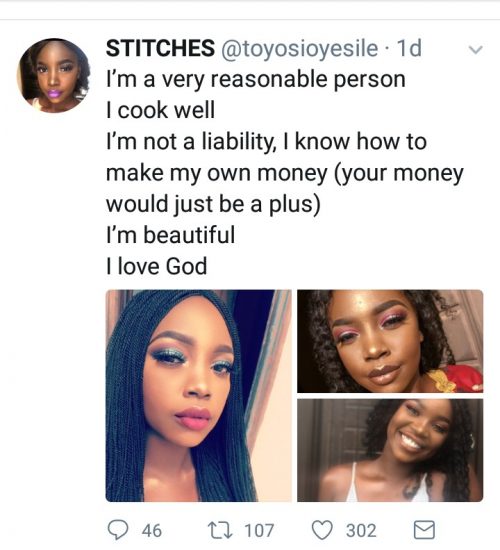 STITCHES @toyosioyesile · 1d
I'm a very reasonable person
I cook well
I'm not a liability, I know how to
make my own money (your money
would just be a plus)
I'm beautiful
I love God
46 107 302